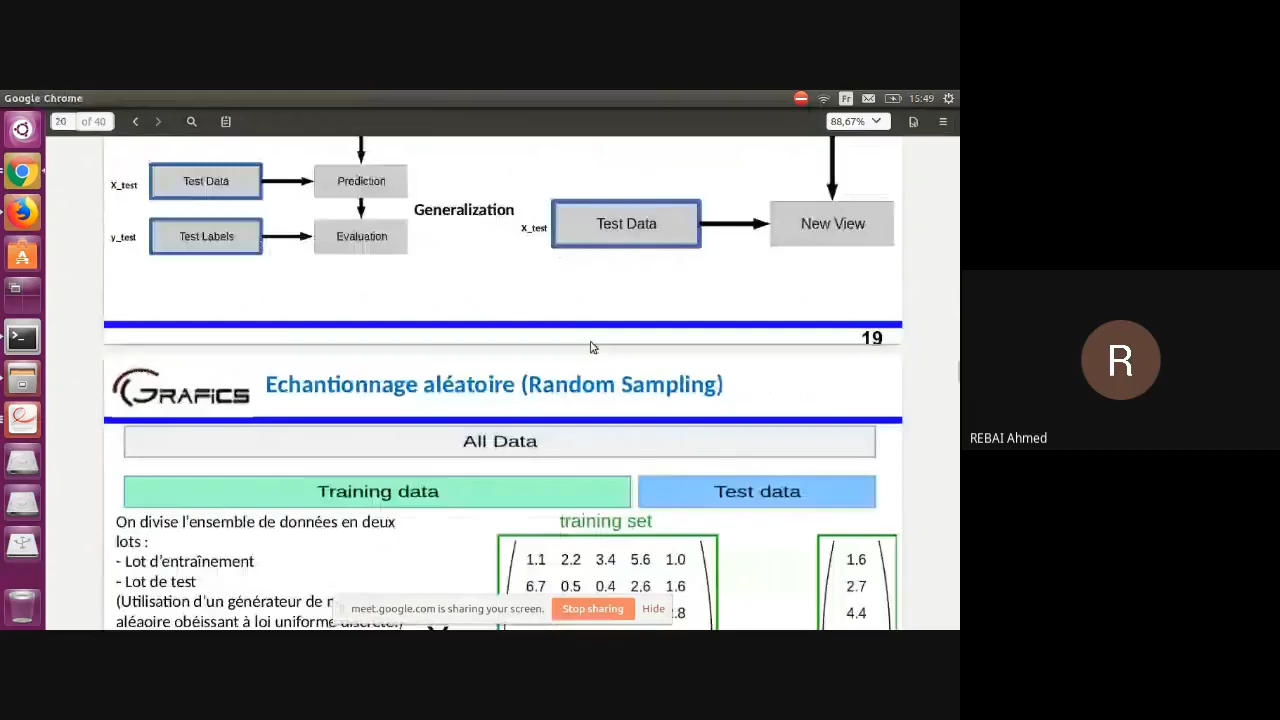 Google Chrome
Fr
15:49
20 of 40
88,67%
X_test
Test Data
Prediction
Generalization
y_test
Test Labels
Evaluation
X_test
Test Data
New View
19
GRAFICS
Echantionnage aléatoire (Random Sampling)
All Data
Training data
Test data
On divise l'ensemble de données en deux
lots :
- Lot d'entraînement
- Lot de test
(Utilisation d'un générateur de
aléaoire obéissant à loi uniforme discrète.)
training set
1.1 2.2 3.4 5.6 1.0
6.7 0.5 0.4 2.6 1.6
.8
1.6
2.7
4.4
meet.google.com is sharing your screen.
Stop sharing
Hide
R
REBAI Ahmed